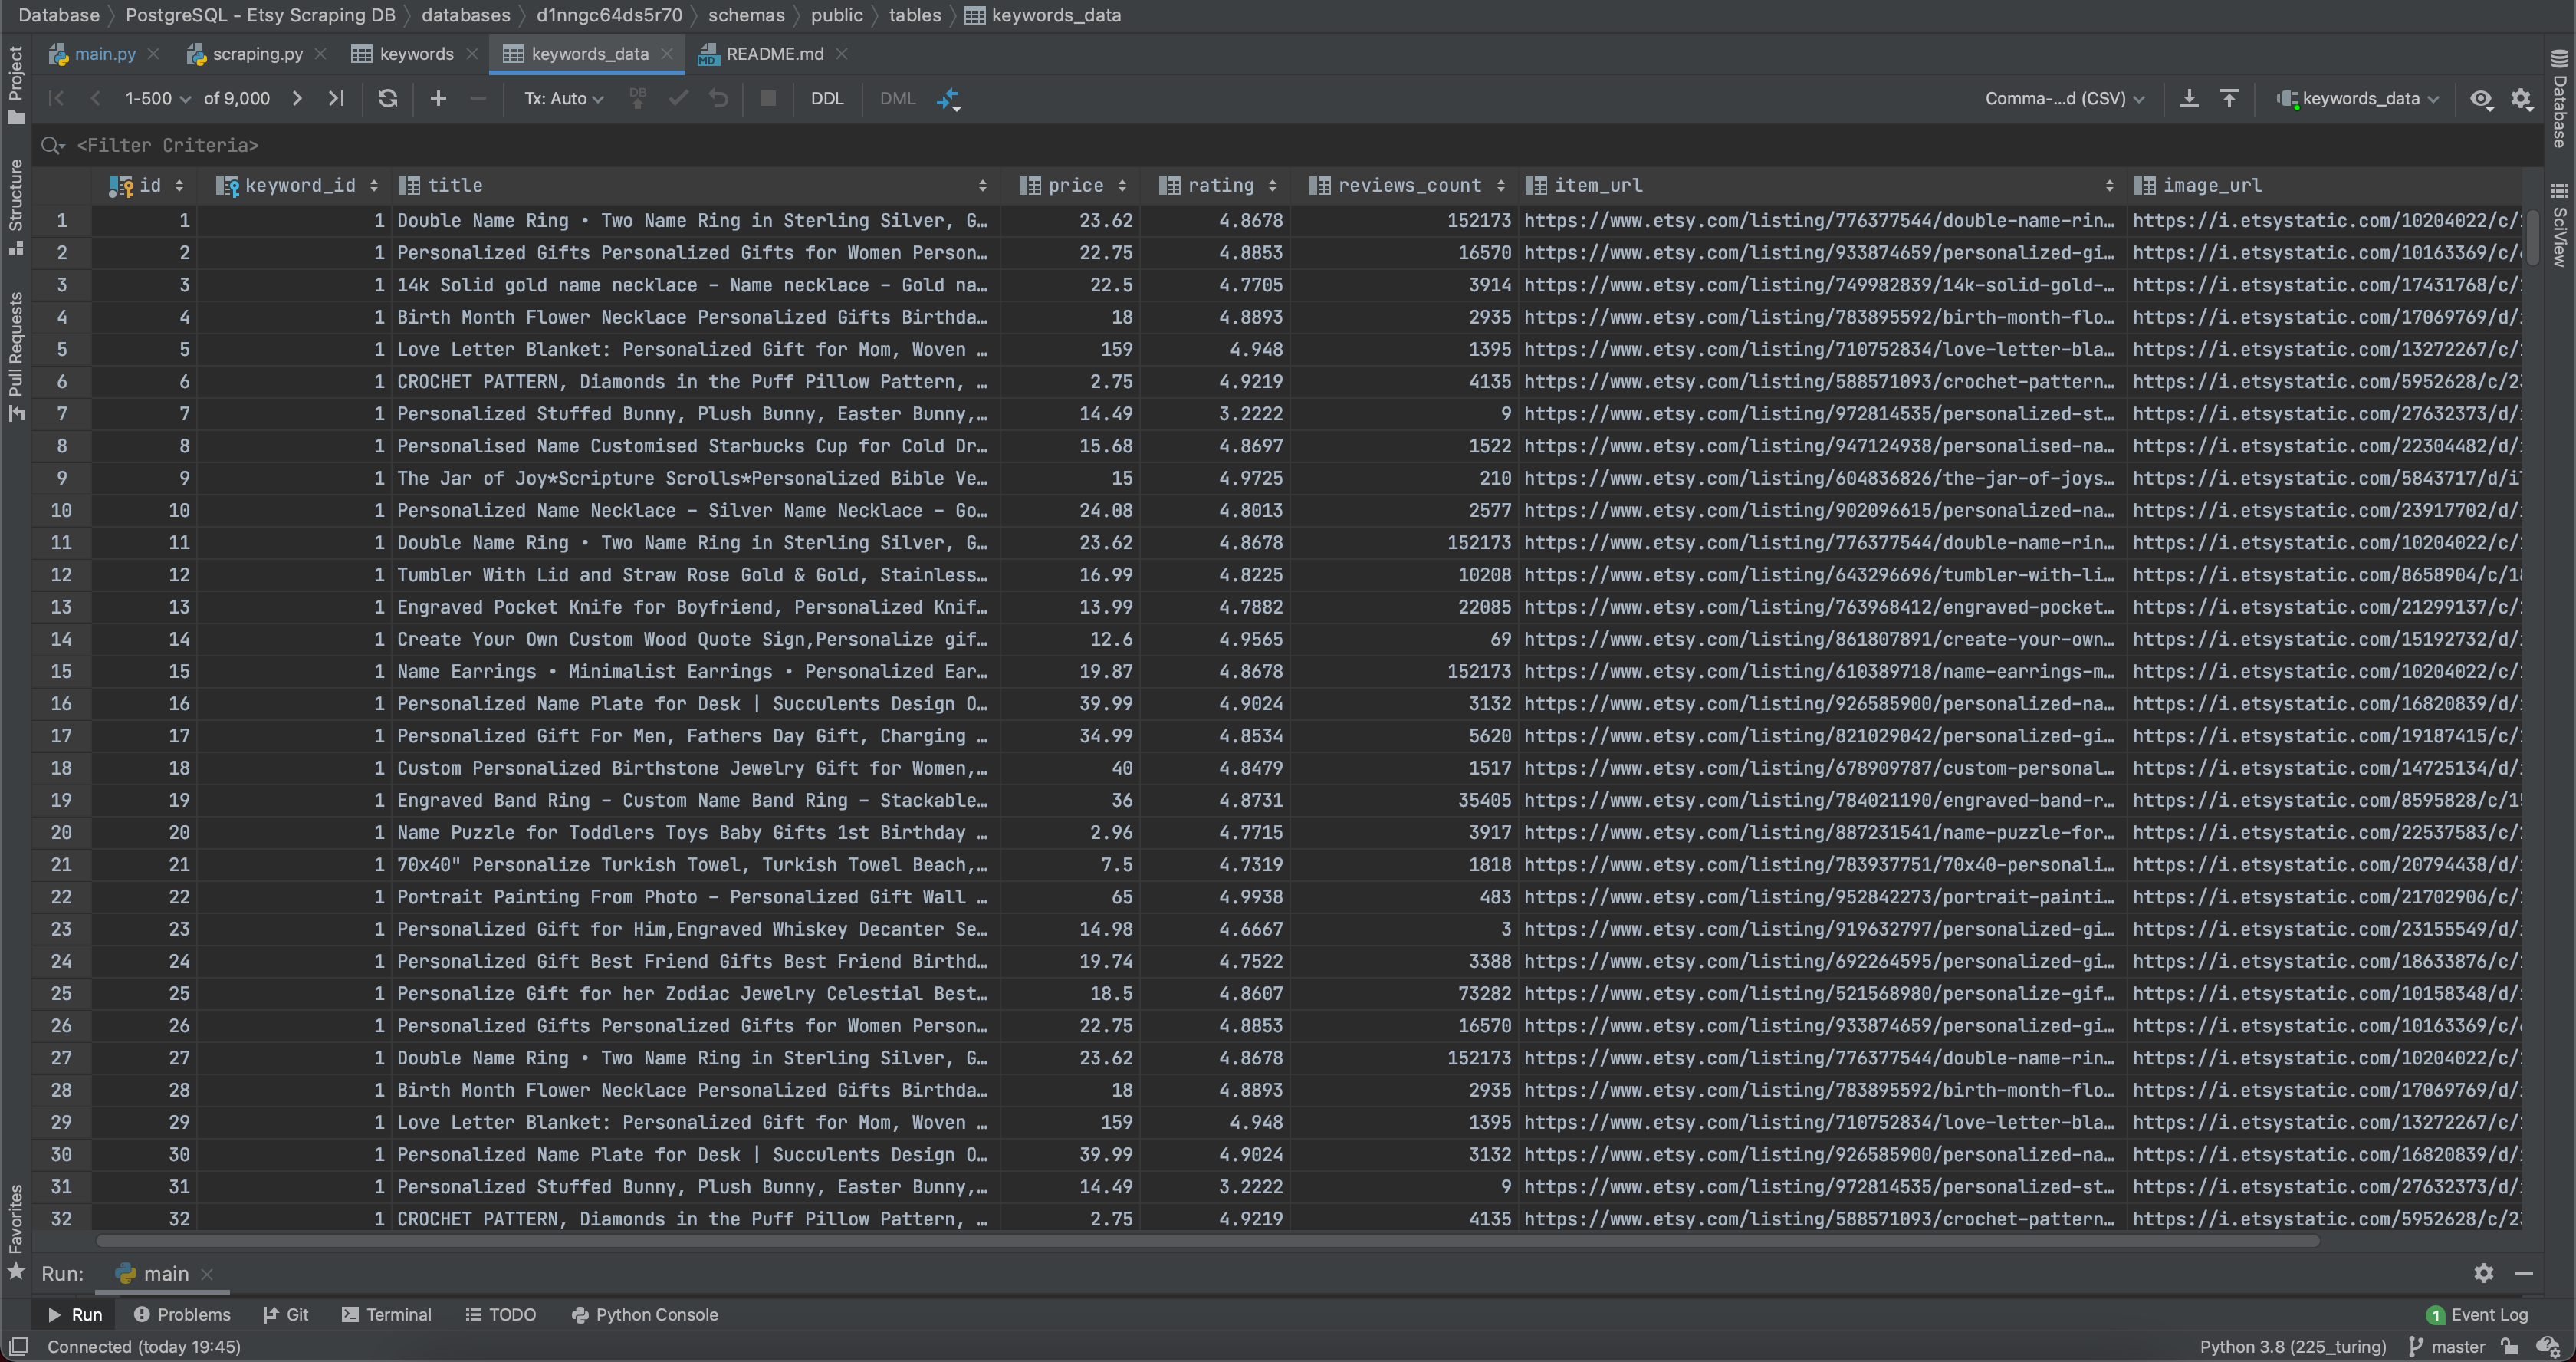 Database PostgreSQL - Etsy Scraping DB databases d1nngc64ds5r70 schemas public tables keywords_data
main.py scraping.py keywords keywords_data README.md
1-500 of 9,000 Tx: Auto DB DDL DML Comma-...d (CSV) keywords_data
<Filter Criteria>
id keyword_id title price rating reviews_count item_url image_url
1 1 1 Double Name Ring • Two Name Ring in Sterling Silver, G… 23.62 4.8678 152173 https://www.etsy.com/listing/776377544/double-name-rin… https://i.etsystatic.com/10204022/c/
2 2 1 Personalized Gifts Personalized Gifts for Women Person… 22.75 4.8853 16570 https://www.etsy.com/listing/933874659/personalized-gi… https://i.etsystatic.com/10163369/c/
3 3 1 14k Solid gold name necklace - Name necklace - Gold na… 22.5 4.7705 3914 https://www.etsy.com/listing/749982839/14k-solid-gold-… https://i.etsystatic.com/17431768/c/
4 4 1 Birth Month Flower Necklace Personalized Gifts Birthda… 18 4.8893 2935 https://www.etsy.com/listing/783895592/birth-month-flo… https://i.etsystatic.com/17069769/d/
5 5 1 Love Letter Blanket: Personalized Gift for Mom, Woven … 159 4.948 1395 https://www.etsy.com/listing/710752834/love-letter-bla… https://i.etsystatic.com/13272267/c/
6 6 1 CROCHET PATTERN, Diamonds in the Puff Pillow Pattern, … 2.75 4.9219 4135 https://www.etsy.com/listing/588571093/crochet-pattern… https://i.etsystatic.com/5952628/c/2
7 7 1 Personalized Stuffed Bunny, Plush Bunny, Easter Bunny,… 14.49 3.2222 9 https://www.etsy.com/listing/972814535/personalized-st… https://i.etsystatic.com/27632373/d/
8 8 1 Personalised Name Customised Starbucks Cup for Cold Dr… 15.68 4.8697 1522 https://www.etsy.com/listing/947124938/personalised-na… https://i.etsystatic.com/22304482/d/
9 9 1 The Jar of Joy*Scripture Scrolls*Personalized Bible Ve… 15 4.9725 210 https://www.etsy.com/listing/604836826/the-jar-of-joys… https://i.etsystatic.com/5843717/d/i
10 10 1 Personalized Name Necklace - Silver Name Necklace - Go… 24.08 4.8013 2577 https://www.etsy.com/listing/902096615/personalized-na… https://i.etsystatic.com/23917702/d/
11 11 1 Double Name Ring • Two Name Ring in Sterling Silver, G… 23.62 4.8678 152173 https://www.etsy.com/listing/776377544/double-name-rin… https://i.etsystatic.com/10204022/c/
12 12 1 Tumbler With Lid and Straw Rose Gold & Gold, Stainless… 16.99 4.8225 10208 https://www.etsy.com/listing/643296696/tumbler-with-li… https://i.etsystatic.com/8658904/c/1
13 13 1 Engraved Pocket Knife for Boyfriend, Personalized Knif… 13.99 4.7882 22085 https://www.etsy.com/listing/763968412/engraved-pocket… https://i.etsystatic.com/21299137/c/
14 14 1 Create Your Own Custom Wood Quote Sign,Personalize gif… 12.6 4.9565 69 https://www.etsy.com/listing/861807891/create-your-own… https://i.etsystatic.com/15192732/d/
15 15 1 Name Earrings • Minimalist Earrings • Personalized Ear… 19.87 4.8678 152173 https://www.etsy.com/listing/610389718/name-earrings-m… https://i.etsystatic.com/10204022/c/
16 16 1 Personalized Name Plate for Desk | Succulents Design O… 39.99 4.9024 3132 https://www.etsy.com/listing/926585900/personalized-na… https://i.etsystatic.com/16820839/d/
17 17 1 Personalized Gift For Men, Fathers Day Gift, Charging … 34.99 4.8534 5620 https://www.etsy.com/listing/821029042/personalized-gi… https://i.etsystatic.com/19187415/c/
18 18 1 Custom Personalized Birthstone Jewelry Gift for Women,… 40 4.8479 1517 https://www.etsy.com/listing/678909787/custom-personal… https://i.etsystatic.com/14725134/d/
19 19 1 Engraved Band Ring - Custom Name Band Ring - Stackable… 36 4.8731 35405 https://www.etsy.com/listing/784021190/engraved-band-r… https://i.etsystatic.com/8595828/c/1
20 20 1 Name Puzzle for Toddlers Toys Baby Gifts 1st Birthday … 2.96 4.7715 3917 https://www.etsy.com/listing/887231541/name-puzzle-for… https://i.etsystatic.com/22537583/c/
21 21 1 70x40" Personalize Turkish Towel, Turkish Towel Beach,… 7.5 4.7319 1818 https://www.etsy.com/listing/783937751/70x40-personali… https://i.etsystatic.com/20794438/d/
22 22 1 Portrait Painting From Photo - Personalized Gift Wall … 65 4.9938 483 https://www.etsy.com/listing/952842273/portrait-painti… https://i.etsystatic.com/21702906/c/
23 23 1 Personalized Gift for Him,Engraved Whiskey Decanter Se… 14.98 4.6667 3 https://www.etsy.com/listing/919632797/personalized-gi… https://i.etsystatic.com/23155549/d/
24 24 1 Personalized Gift Best Friend Gifts Best Friend Birthd… 19.74 4.7522 3388 https://www.etsy.com/listing/692264595/personalized-gi… https://i.etsystatic.com/18633876/c/
25 25 1 Personalize Gift for her Zodiac Jewelry Celestial Best… 18.5 4.8607 73282 https://www.etsy.com/listing/521568980/personalize-gif… https://i.etsystatic.com/10158348/d/
26 26 1 Personalized Gifts Personalized Gifts for Women Person… 22.75 4.8853 16570 https://www.etsy.com/listing/933874659/personalized-gi… https://i.etsystatic.com/10163369/c/
27 27 1 Double Name Ring • Two Name Ring in Sterling Silver, G… 23.62 4.8678 152173 https://www.etsy.com/listing/776377544/double-name-rin… https://i.etsystatic.com/10204022/c/
28 28 1 Birth Month Flower Necklace Personalized Gifts Birthda… 18 4.8893 2935 https://www.etsy.com/listing/783895592/birth-month-flo… https://i.etsystatic.com/17069769/d/
29 29 1 Love Letter Blanket: Personalized Gift for Mom, Woven … 159 4.948 1395 https://www.etsy.com/listing/710752834/love-letter-bla… https://i.etsystatic.com/13272267/c/
30 30 1 Personalized Name Plate for Desk | Succulents Design O… 39.99 4.9024 3132 https://www.etsy.com/listing/926585900/personalized-na… https://i.etsystatic.com/16820839/d/
31 31 1 Personalized Stuffed Bunny, Plush Bunny, Easter Bunny,… 14.49 3.2222 9 https://www.etsy.com/listing/972814535/personalized-st… https://i.etsystatic.com/27632373/d/
32 32 1 CROCHET PATTERN, Diamonds in the Puff Pillow Pattern, … 2.75 4.9219 4135 https://www.etsy.com/listing/588571093/crochet-pattern… https://i.etsystatic.com/5952628/c/2
Project
Structure
Pull Requests
Favorites
Database
SciView
Run: main
Run Problems Git Terminal TODO Python Console 1 Event Log
Connected (today 19:45) Python 3.8 (225_turing) master